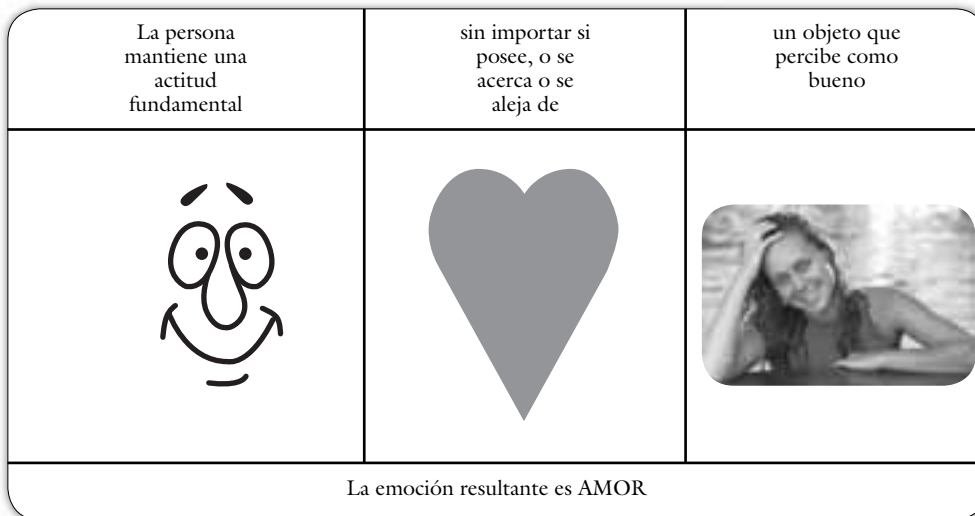 La persona
mantiene una
actitud
fundamental
sin importar si
posee, o se
acerca o se
aleja de
un objeto que
percibe como
bueno
La emoción resultante es AMOR